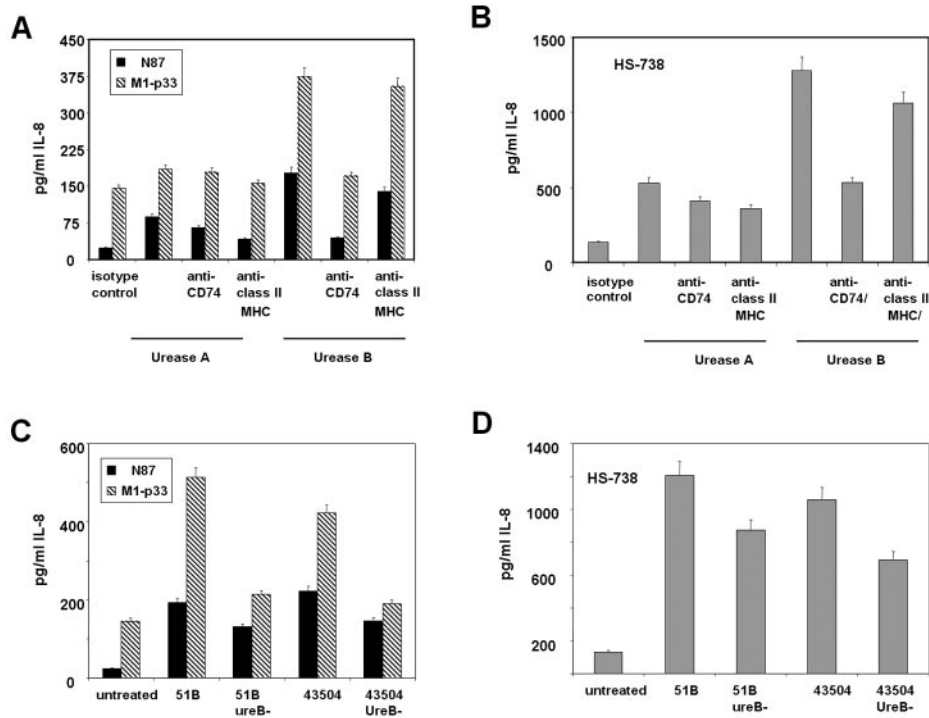 A
450
375
300
225
150
75
0
pg/ml IL-8
N87
M1-p33
isotype control
anti-CD74
anti-class II MHC
anti-CD74
anti-class II MHC
Urease A
Urease B
B
1500
1000
500
0
pg/ml IL-8
HS-738
isotype control
anti-CD74
anti-class II MHC
anti-CD74/
anti-class II MHC/
Urease A
Urease B
C
600
400
200
0
pg/ml IL-8
N87
M1-p33
untreated
51B
51B ureB-
43504
43504 UreB-
D
1400
1000
600
200
pg/ml IL-8
HS-738
untreated
51B
51B ureB-
43504
43504 UreB-